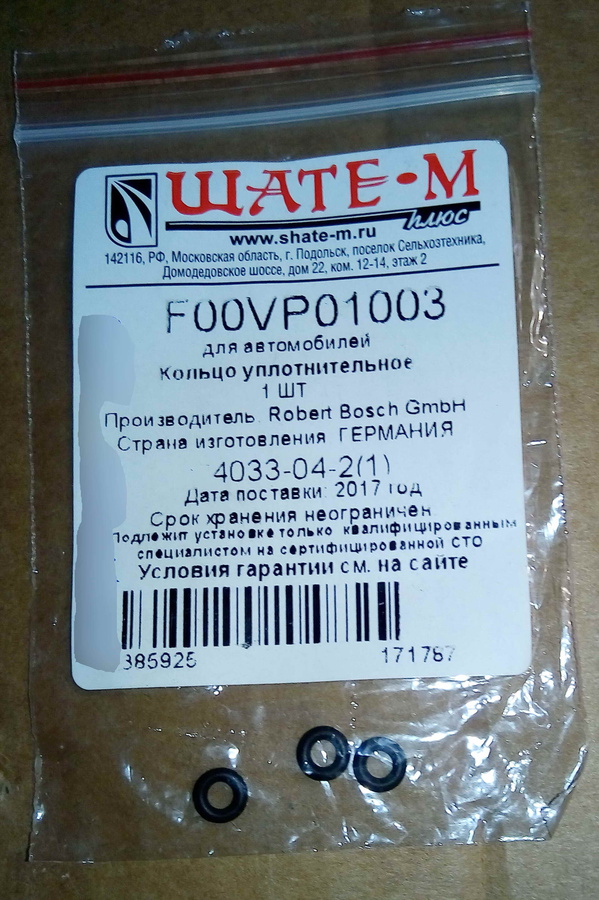 ШАТЕ-М
плюс
www.shate-m.ru
142116, РФ, Московская область, г. Подольск, поселок Сельхозтехника,
Домодедовское шоссе, дом 22, ком. 12-14, этаж 2
F00VP01003
для автомобилей
Кольцо уплотнительное
1 ШТ
Производитель: Robert Bosch GmbH
Страна изготовления ГЕРМАНИЯ
4033-04-2(1)
Дата поставки: 2017 год
Срок хранения неограничен
Подлежит установке только квалифицированным
специалистом на сертифицированной СТО
Условия гарантии см. на сайте
385925 171787